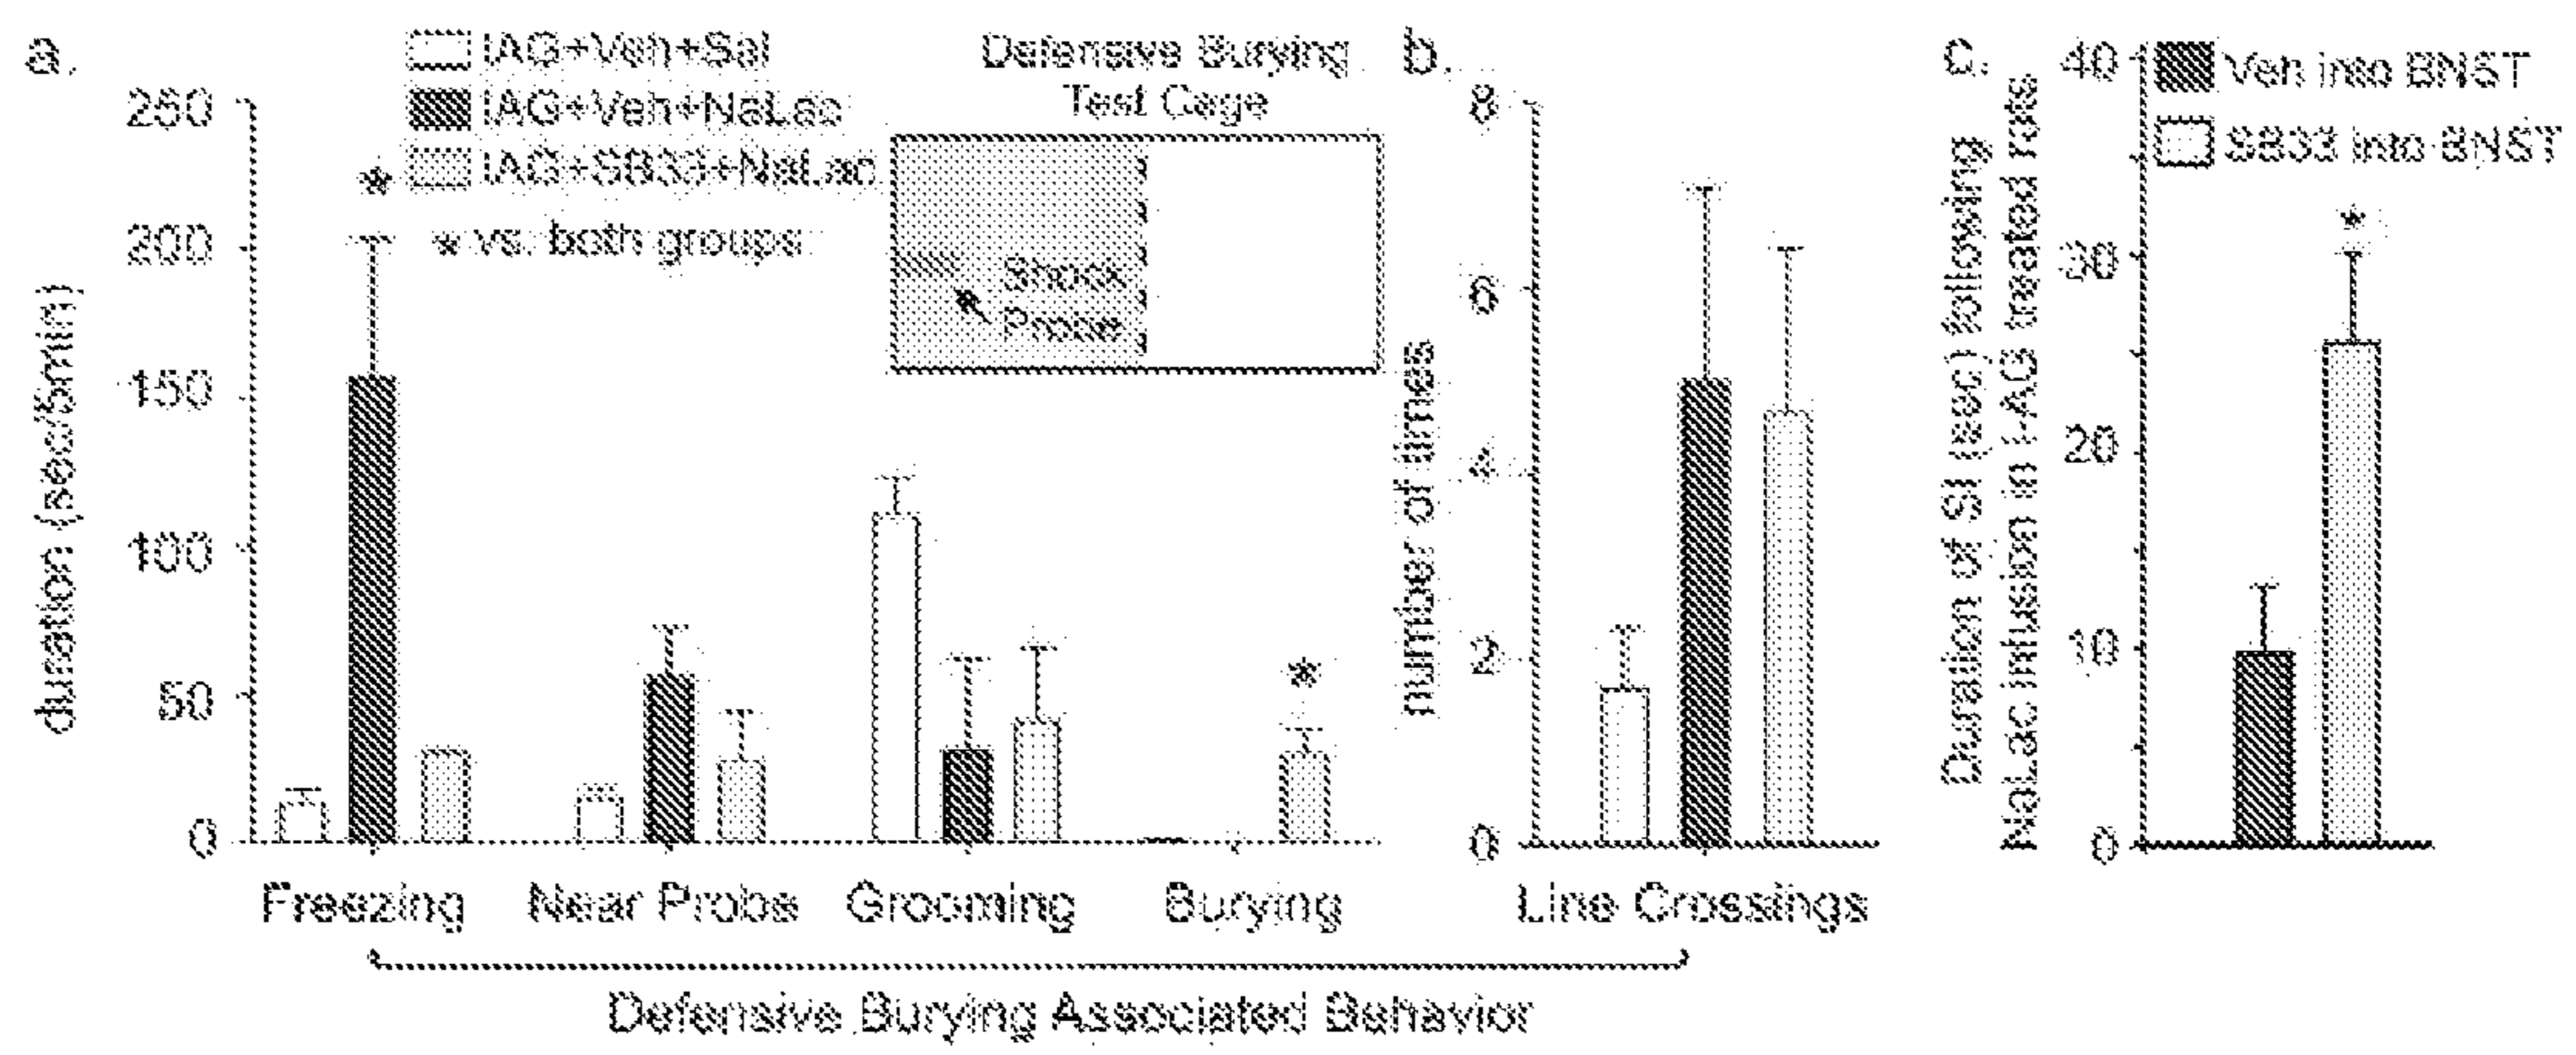 a.
IAG+Veh+Sal
IAG+Veh+NaLac
IAG+SB33+NaLac
* vs. both groups
duration (sec/5min)
250
200
150
100
50
0
Defensive Burying
Test Cage
Shock
Probe
Freezing
Near Probe
Grooming
Burying
b.
number of times
8
6
4
2
0
Line Crossings
Defensive Burying Associated Behavior
c.
Duration of SI (sec) following
NaLac infusion in l-AG treated rats
40
30
20
10
0
Veh into BNST
SB33 into BNST
*
*
*